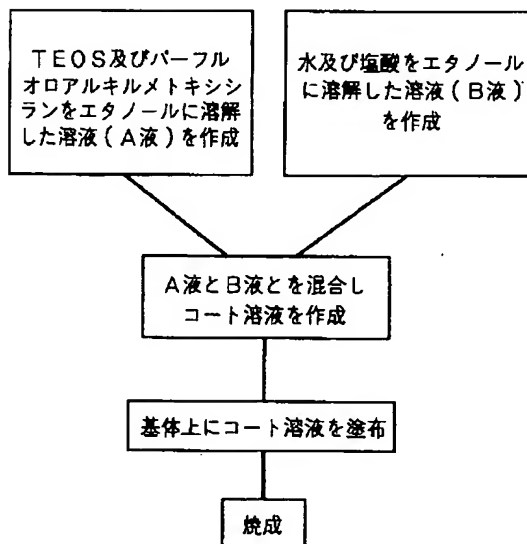 TEOS及びパーフル
オロアルキルメトキシシ
ランをエタノールに溶解
した溶液(A液)を作成
水及び塩酸をエタノール
に溶解した溶液(B液)
を作成
A液とB液とを混合し
コート溶液を作成
基体上にコート溶液を塗布
焼成